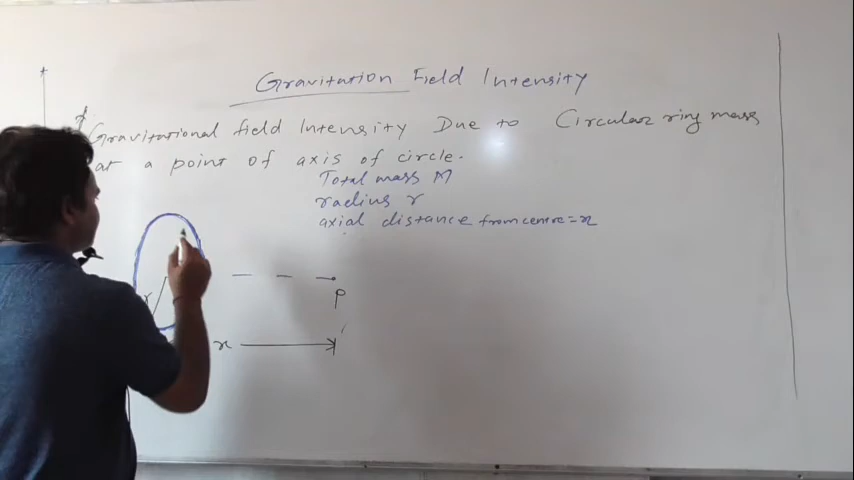 Gravitation Field Intensity
Gravitational field Intensity Due to Circular ring mass
at a point of axis of circle.
Total mass M
radius r
axial distance from centre = x
r
P
x